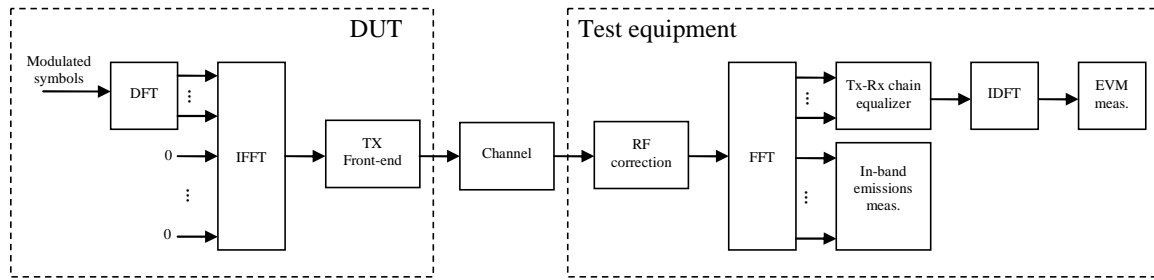 DUT
Test equipment
Modulated
symbols
DFT
...
0
...
0
IFFT
TX
Front-end
Channel
RF
correction
FFT
...
...
Tx-Rx chain
equalizer
In-band
emissions
meas.
IDFT
EVM
meas.